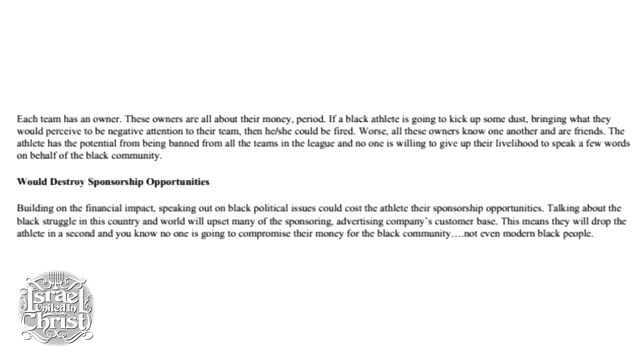 Each team has an owner. These owners are all about their money, period. If a black athlete is going to kick up some dust, bringing what they
would perceive to be negative attention to their team, then he/she could be fired. Worse, all these owners know one another and are friends. The
athlete has the potential from being banned from all the teams in the league and no one is willing to give up their livelihood to speak a few words
on behalf of the black community.
Would Destroy Sponsorship Opportunities
Building on the financial impact, speaking out on black political issues could cost the athlete their sponsorship opportunities. Talking about the
black struggle in this country and world will upset many of the sponsoring, advertising company's customer base. This means they will drop the
athlete in a second and you know no one is going to compromise their money for the black community….not even modern black people.
Israel
United In
Christ